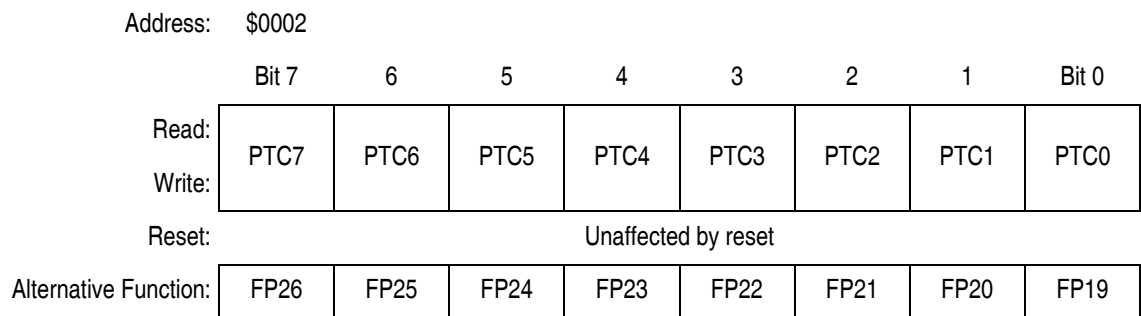 Address: $0002
Bit 7 6 5 4 3 2 1 Bit 0
Read:
PTC7 PTC6 PTC5 PTC4 PTC3 PTC2 PTC1 PTC0
Write:
Reset: Unaffected by reset
Alternative Function: FP26 FP25 FP24 FP23 FP22 FP21 FP20 FP19